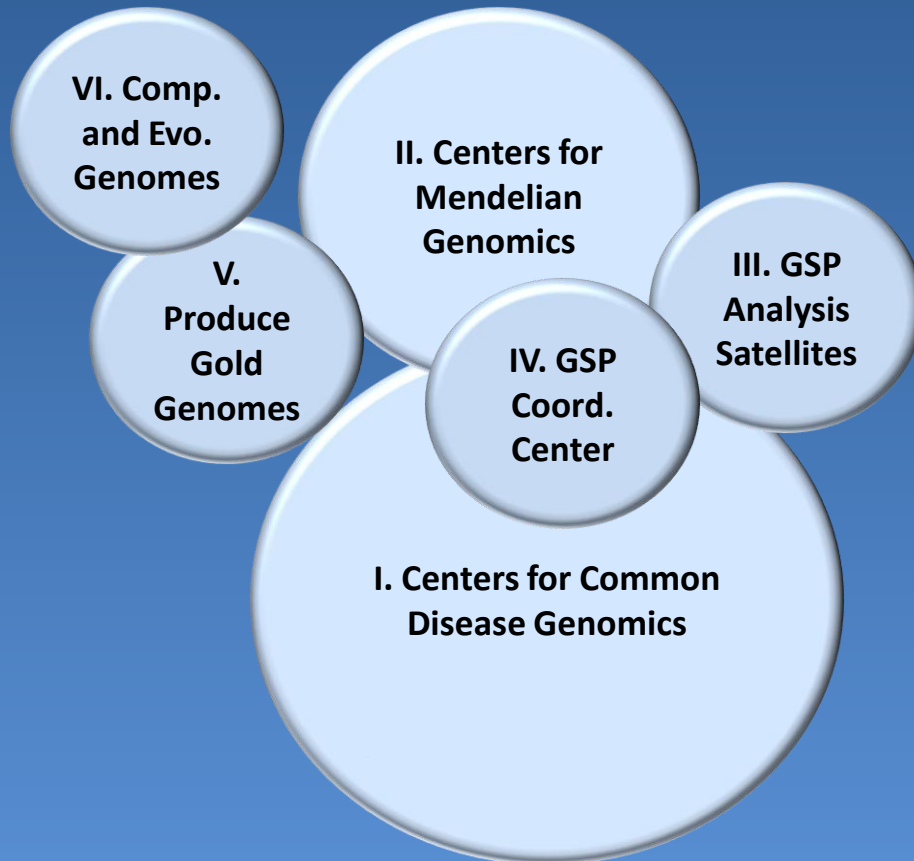 VI. Comp.
and Evo.
Genomes
II. Centers for
Mendelian
Genomics
III. GSP
Analysis
Satellites
V.
Produce
Gold
Genomes
IV. GSP
Coord.
Center
I. Centers for Common
Disease Genomics